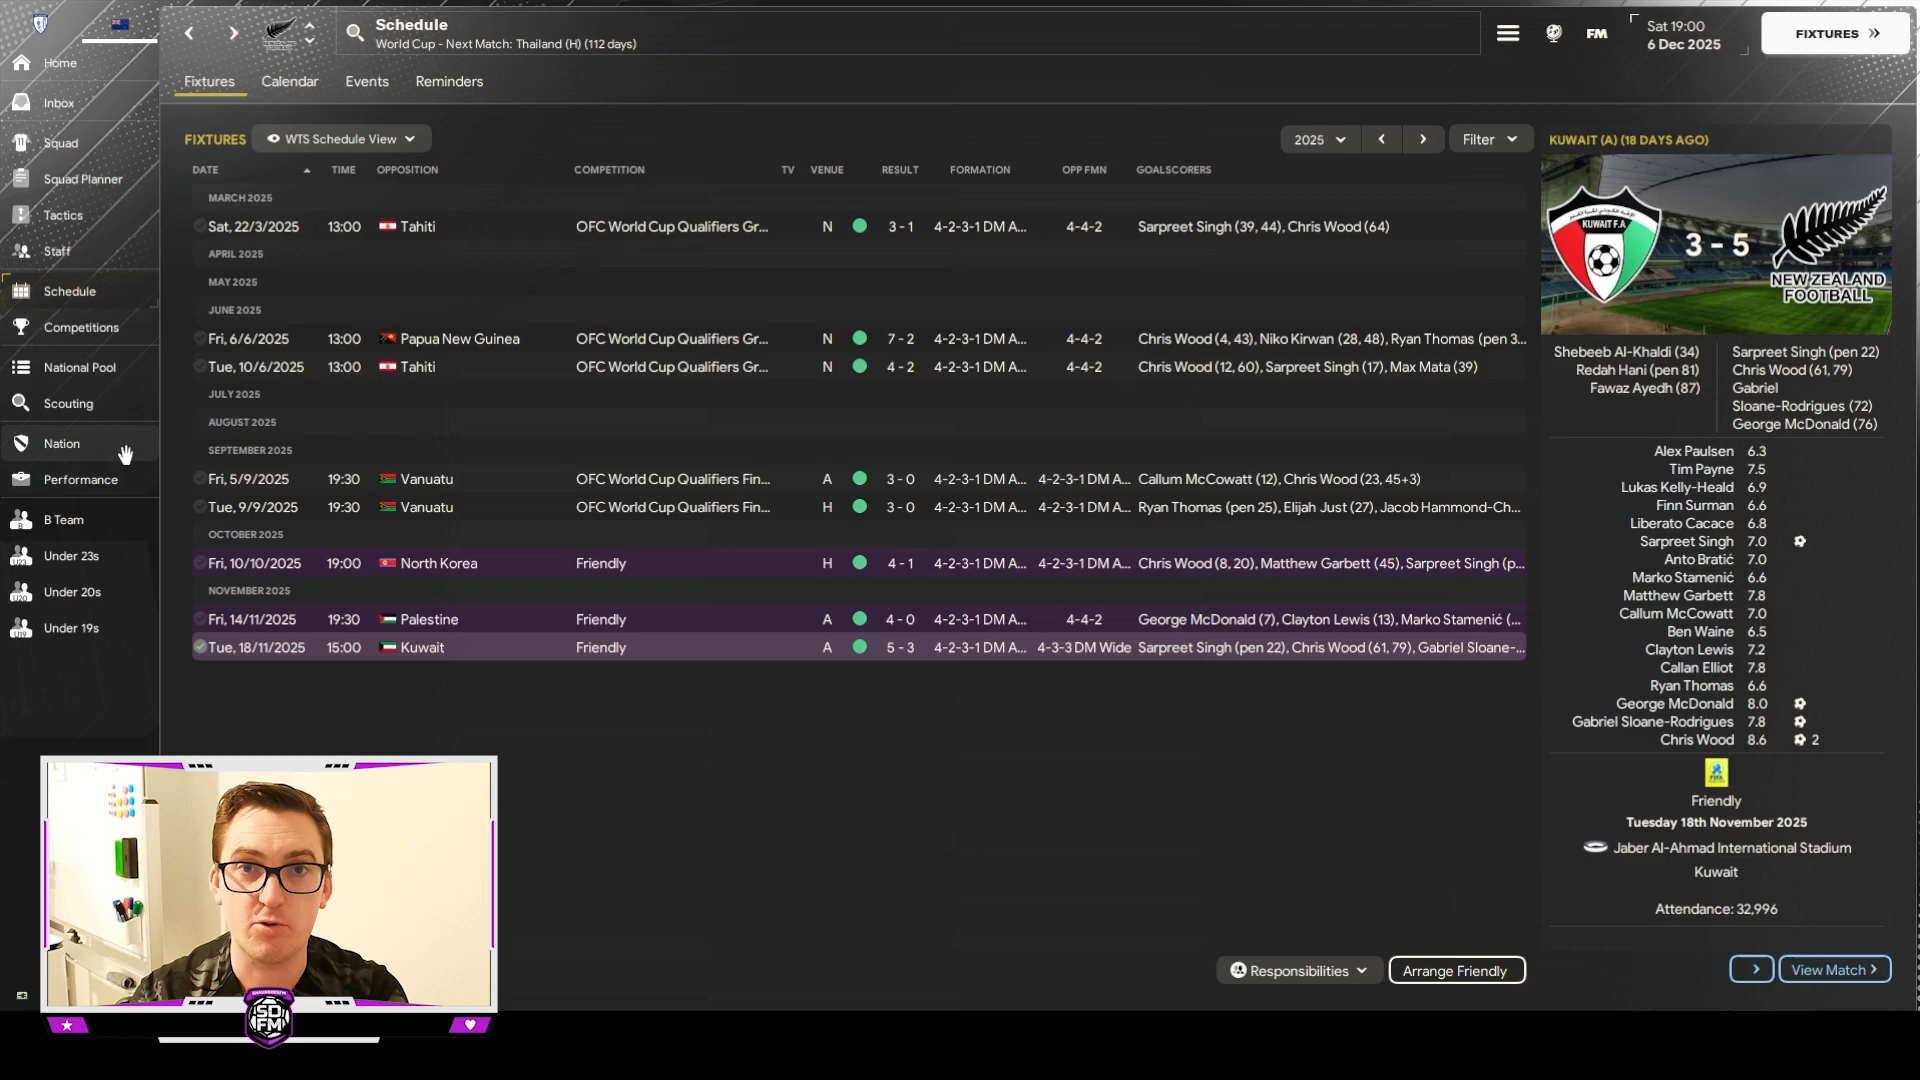 Schedule
World Cup - Next Match: Thailand (H) (112 days)
FM
Sat 19:00
6 Dec 2025
FIXTURES
Home
Inbox
Squad
Squad Planner
Tactics
Staff
Schedule
Competitions
National Pool
Scouting
Nation
Performance
B Team
Under 23s
Under 20s
Under 19s
Fixtures Calendar Events Reminders
FIXTURES WTS Schedule View 2025 Filter
DATE TIME OPPOSITION COMPETITION TV VENUE RESULT FORMATION OPP FMN GOALSCORERS
MARCH 2025
Sat, 22/3/2025 13:00 Tahiti OFC World Cup Qualifiers Gr... N 3 - 1 4-2-3-1 DM A... 4-4-2 Sarpreet Singh (39, 44), Chris Wood (64)
APRIL 2025
MAY 2025
JUNE 2025
Fri, 6/6/2025 13:00 Papua New Guinea OFC World Cup Qualifiers Gr... N 7 - 2 4-2-3-1 DM A... 4-4-2 Chris Wood (4, 43), Niko Kirwan (28, 48), Ryan Thomas (pen 3...
Tue, 10/6/2025 13:00 Tahiti OFC World Cup Qualifiers Gr... N 4 - 2 4-2-3-1 DM A... 4-4-2 Chris Wood (12, 60), Sarpreet Singh (17), Max Mata (39)
JULY 2025
AUGUST 2025
SEPTEMBER 2025
Fri, 5/9/2025 19:30 Vanuatu OFC World Cup Qualifiers Fin... A 3 - 0 4-2-3-1 DM A... 4-2-3-1 DM A... Callum McCowatt (12), Chris Wood (23, 45+3)
Tue, 9/9/2025 19:30 Vanuatu OFC World Cup Qualifiers Fin... H 3 - 0 4-2-3-1 DM A... 4-2-3-1 DM A... Ryan Thomas (pen 25), Elijah Just (27), Jacob Hammond-Ch...
OCTOBER 2025
Fri, 10/10/2025 19:00 North Korea Friendly H 4 - 1 4-2-3-1 DM A... 4-2-3-1 DM A... Chris Wood (8, 20), Matthew Garbett (45), Sarpreet Singh (p...
NOVEMBER 2025
Fri, 14/11/2025 19:30 Palestine Friendly A 4 - 0 4-2-3-1 DM A... 4-4-2 George McDonald (7), Clayton Lewis (13), Marko Stamenić (...
Tue, 18/11/2025 15:00 Kuwait Friendly A 5 - 3 4-2-3-1 DM A... 4-3-3 DM Wide Sarpreet Singh (pen 22), Chris Wood (61, 79), Gabriel Sloane-...
Responsibilities Arrange Friendly
KUWAIT (A) (18 DAYS AGO)
KUWAIT F.A
3 - 5
NEW ZEALAND
FOOTBALL
Shebeeb Al-Khaldi (34)
Redah Hani (pen 81)
Fawaz Ayedh (87)
Sarpreet Singh (pen 22)
Chris Wood (61, 79)
Gabriel
Sloane-Rodrigues (72)
George McDonald (76)
Alex Paulsen 6.3
Tim Payne 7.5
Lukas Kelly-Heald 6.9
Finn Surman 6.6
Liberato Cacace 6.8
Sarpreet Singh 7.0
Anto Bratić 7.0
Marko Stamenić 6.6
Matthew Garbett 7.8
Callum McCowatt 7.0
Ben Waine 6.5
Clayton Lewis 7.2
Callan Elliot 7.8
Ryan Thomas 6.6
George McDonald 8.0
Gabriel Sloane-Rodrigues 7.8
Chris Wood 8.6 2
FIFA
Friendly
Tuesday 18th November 2025
Jaber Al-Ahmad International Stadium
Kuwait
Attendance: 32,996
View Match
SD
FM